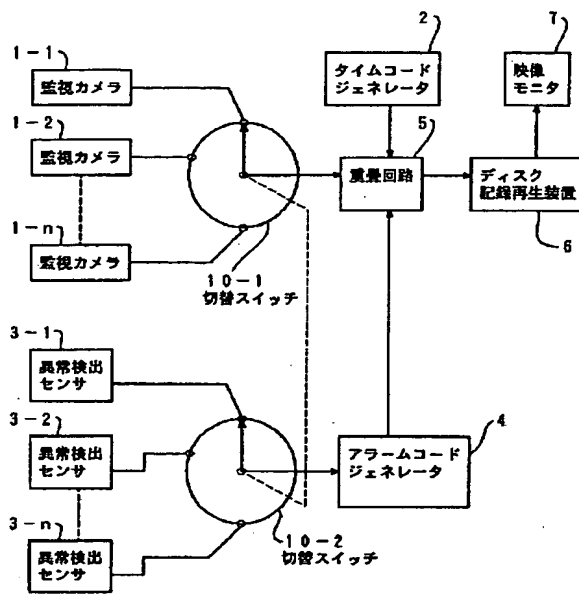 1-1
監視カメラ
1-2
監視カメラ
1-n
監視カメラ
10-1
切替スイッチ
2
タイムコード
ジェネレータ
5
重畳回路
7
映像
モニタ
ディスク
記録再生装置
6
3-1
異常検出
センサ
3-2
異常検出
センサ
3-n
異常検出
センサ
10-2
切替スイッチ
4
アラームコード
ジェネレータ